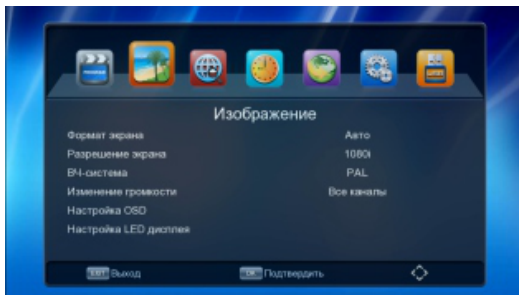 Изображение
Формат экрана Авто
Разрешение экрана 1080i
ВЧ-система PAL
Изменение громкости Все каналы
Настройка OSD
Настройка LED дисплея
EXIT Выход OK Подтвердить